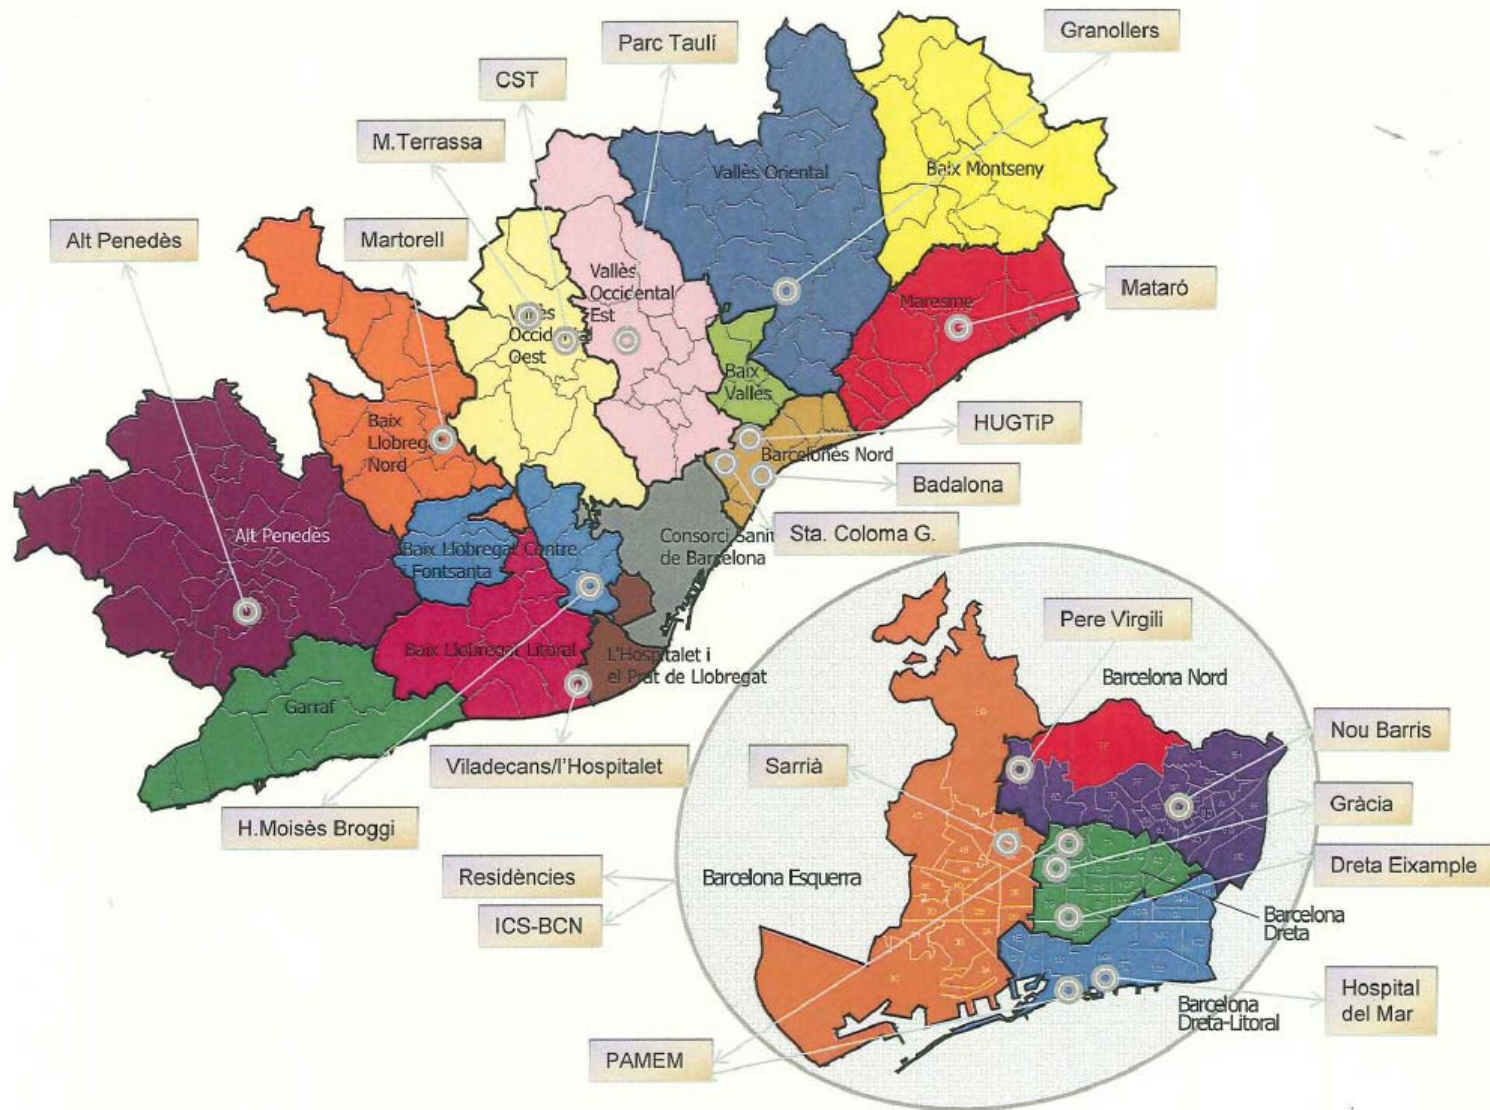 Parc Taulí
Granollers
CST
M.Terrassa
Alt Penedès
Martorell
Vallès Oriental
Baix Montseny
Mataró
Vallès
Occidental
Est
Vallès
Occidental
Oest
Maresme
Baix
Vallès
HUGTiP
Baix
Llobregat
Nord
Barcelonès Nord
Badalona
Sta. Coloma G.
Alt Penedès
Consorci Sanit
de Barcelona
Baix Llobregat Centre
i Fontsanta
Baix Llobregat Litoral
L'Hospitalet i
el Prat de Llobregat
Garraf
Pere Virgili
Barcelona Nord
Nou Barris
Viladecans/l'Hospitalet
Sarrià
Gràcia
H.Moisès Broggi
Dreta Eixample
Residències
Barcelona Esquerra
ICS-BCN
Barcelona
Dreta
Hospital
del Mar
Barcelona
Dreta-Litoral
PAMEM